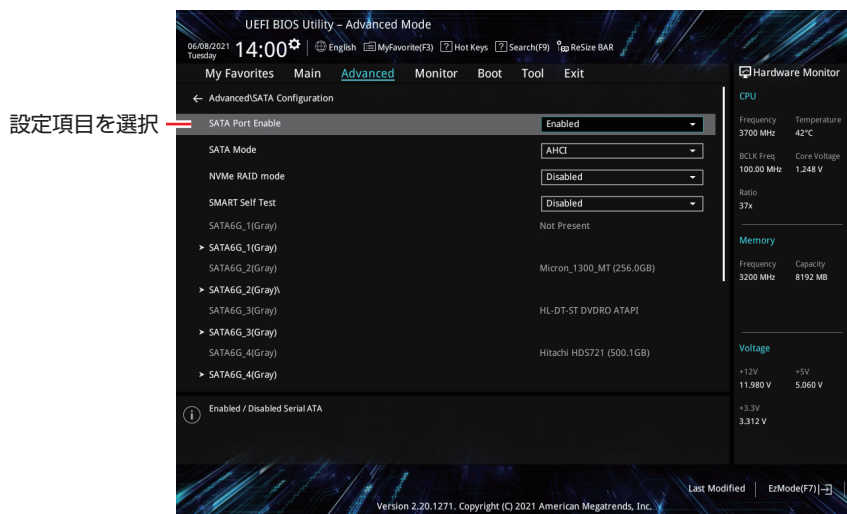 UEFI BIOS Utility – Advanced Mode
06/08/2021
Tuesday
14:00
English MyFavorite(F3) ? Hot Keys ? Search(F9) ReSize BAR
My Favorites Main Advanced Monitor Boot Tool Exit
← Advanced\SATA Configuration
設定項目を選択
SATA Port Enable Enabled
SATA Mode AHCI
NVMe RAID mode Disabled
SMART Self Test Disabled
SATA6G_1(Gray) Not Present
➤ SATA6G_1(Gray)
SATA6G_2(Gray) Micron_1300_MT (256.0GB)
➤ SATA6G_2(Gray)\
SATA6G_3(Gray) HL-DT-ST DVDRO ATAPI
➤ SATA6G_3(Gray)
SATA6G_4(Gray) Hitachi HDS721 (500.1GB)
➤ SATA6G_4(Gray)
i Enabled / Disabled Serial ATA
Hardware Monitor
CPU
Frequency Temperature
3700 MHz 42°C
BCLK Freq Core Voltage
100.00 MHz 1.248 V
Ratio
37x
Memory
Frequency Capacity
3200 MHz 8192 MB
Voltage
+12V +5V
11.980 V 5.060 V
+3.3V
3.312 V
Last Modified EzMode(F7)
Version 2.20.1271. Copyright (C) 2021 American Megatrends, Inc.